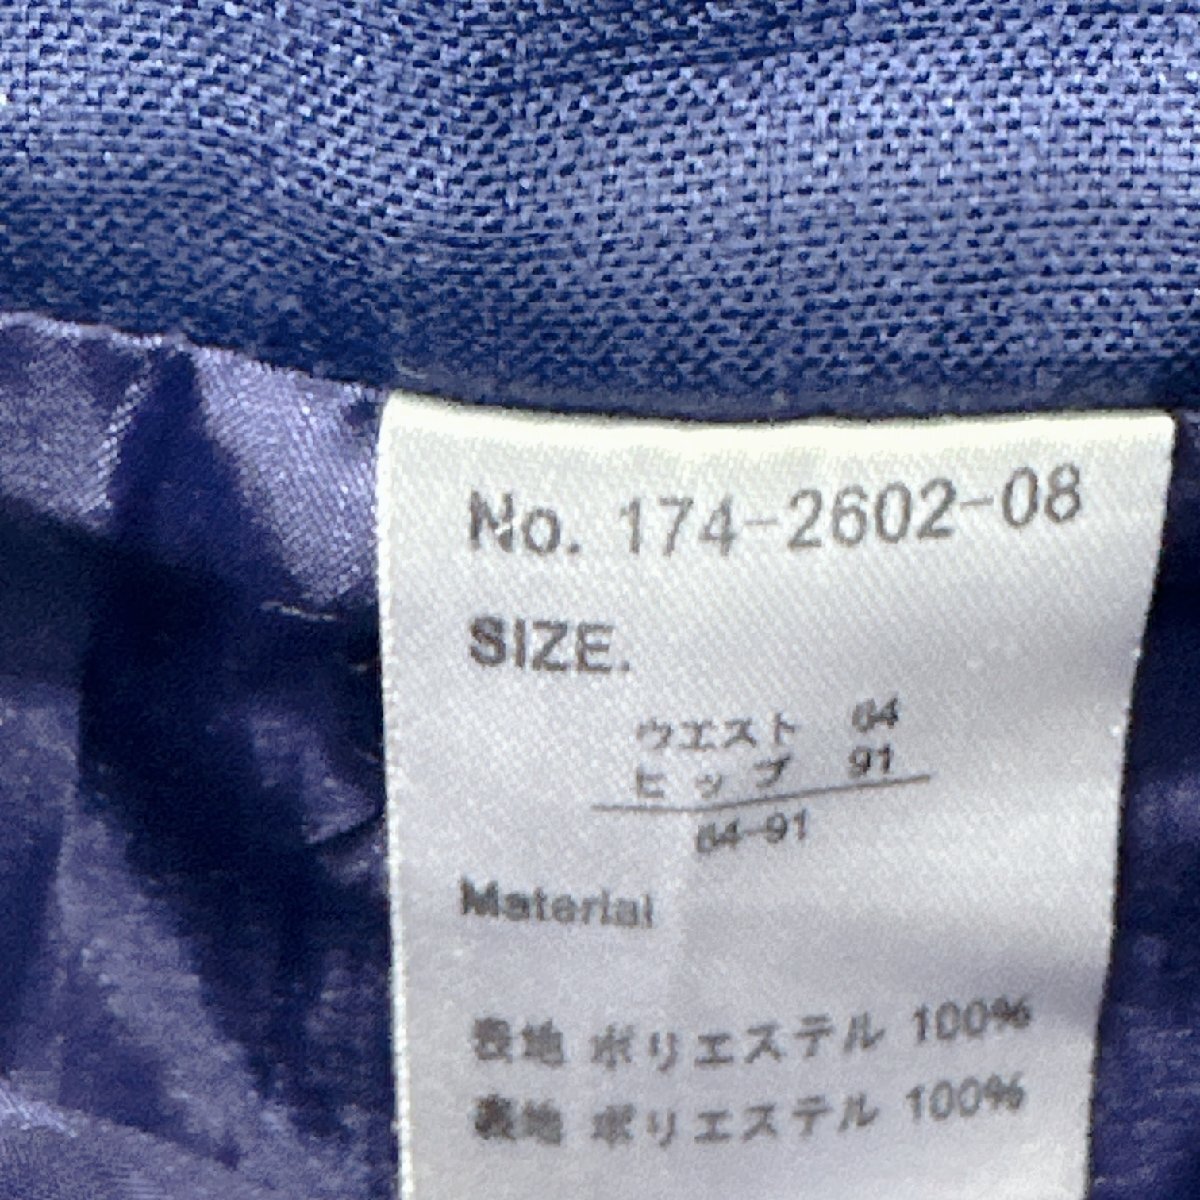 No. 174-2602-08
SIZE.
ウエスト 64
ヒップ 91
64-91
Material
表地 ポリエステル 100%
裏地 ポリエステル 100%